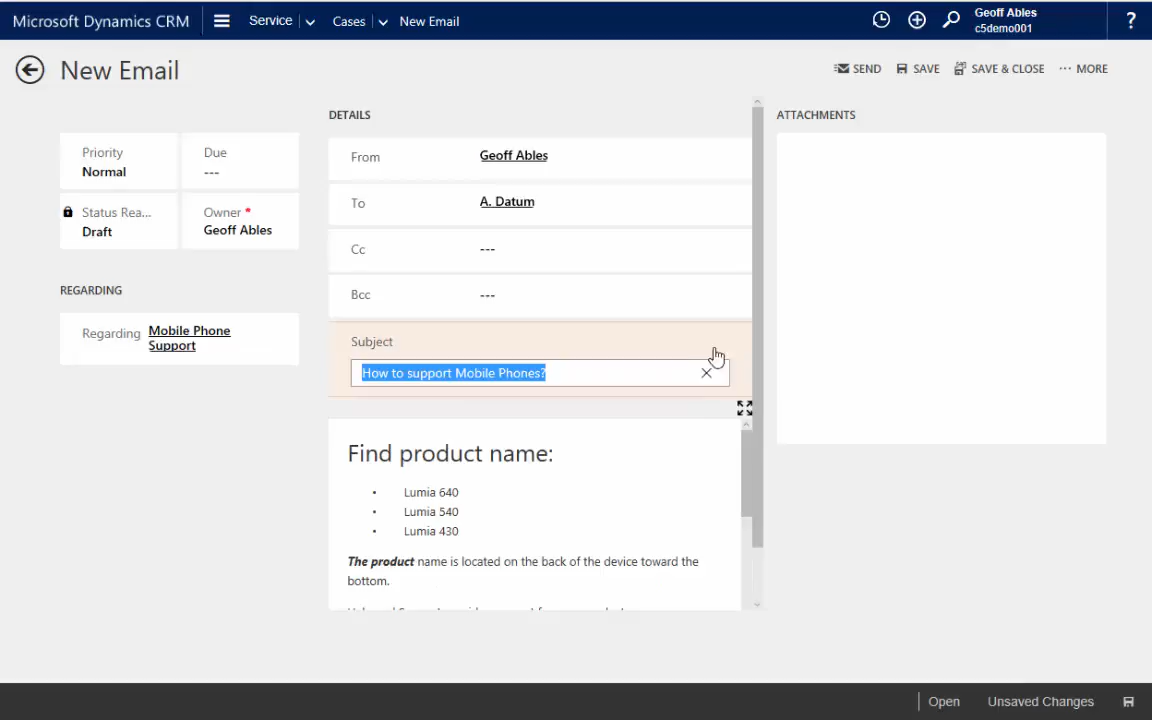 Microsoft Dynamics CRM
Service
Cases
New Email
Geoff Ables
c5demo001
?
New Email
SEND
SAVE
SAVE & CLOSE
··· MORE
Priority
Normal
Due
---
Status Rea...
Draft
Owner *
Geoff Ables
REGARDING
Regarding
Mobile Phone
Support
DETAILS
From
Geoff Ables
To
A. Datum
Cc
---
Bcc
---
Subject
How to support Mobile Phones?
Find product name:
• Lumia 640
• Lumia 540
• Lumia 430
The product name is located on the back of the device toward the
bottom.
ATTACHMENTS
Open
Unsaved Changes